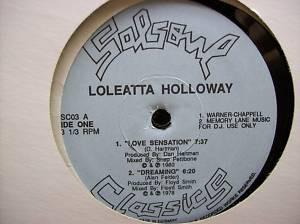 Salsoul
LOLEATTA HOLLOWAY
SC03 A
SIDE ONE
3 1/3 RPM
1. WARNER-CHAPPELL
2. MEMORY LANE MUSIC
FOR D.J. USE ONLY
1. "LOVE SENSATION" 7:37
(D. Hartman)
Produced By: Dan Hartman
Mixed By: Shep Pettibone
© & ℗ 1980
2. "DREAMING" 6:20
(Alan Felder)
Produced By: Floyd Smith
Mixed By: Floyd Smith
© & ℗ 1976
Classics